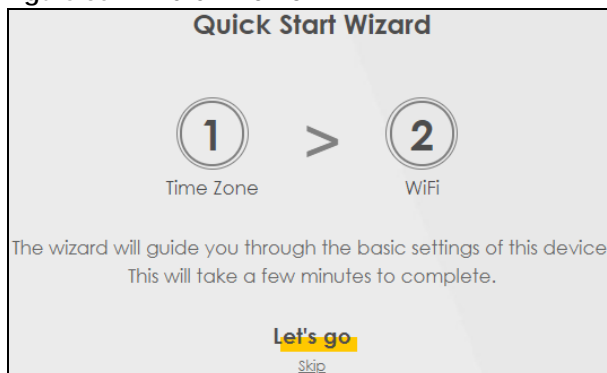 Quick Start Wizard
1 > 2
Time Zone WiFi
The wizard will guide you through the basic settings of this device
This will take a few minutes to complete.
Let's go
Skip